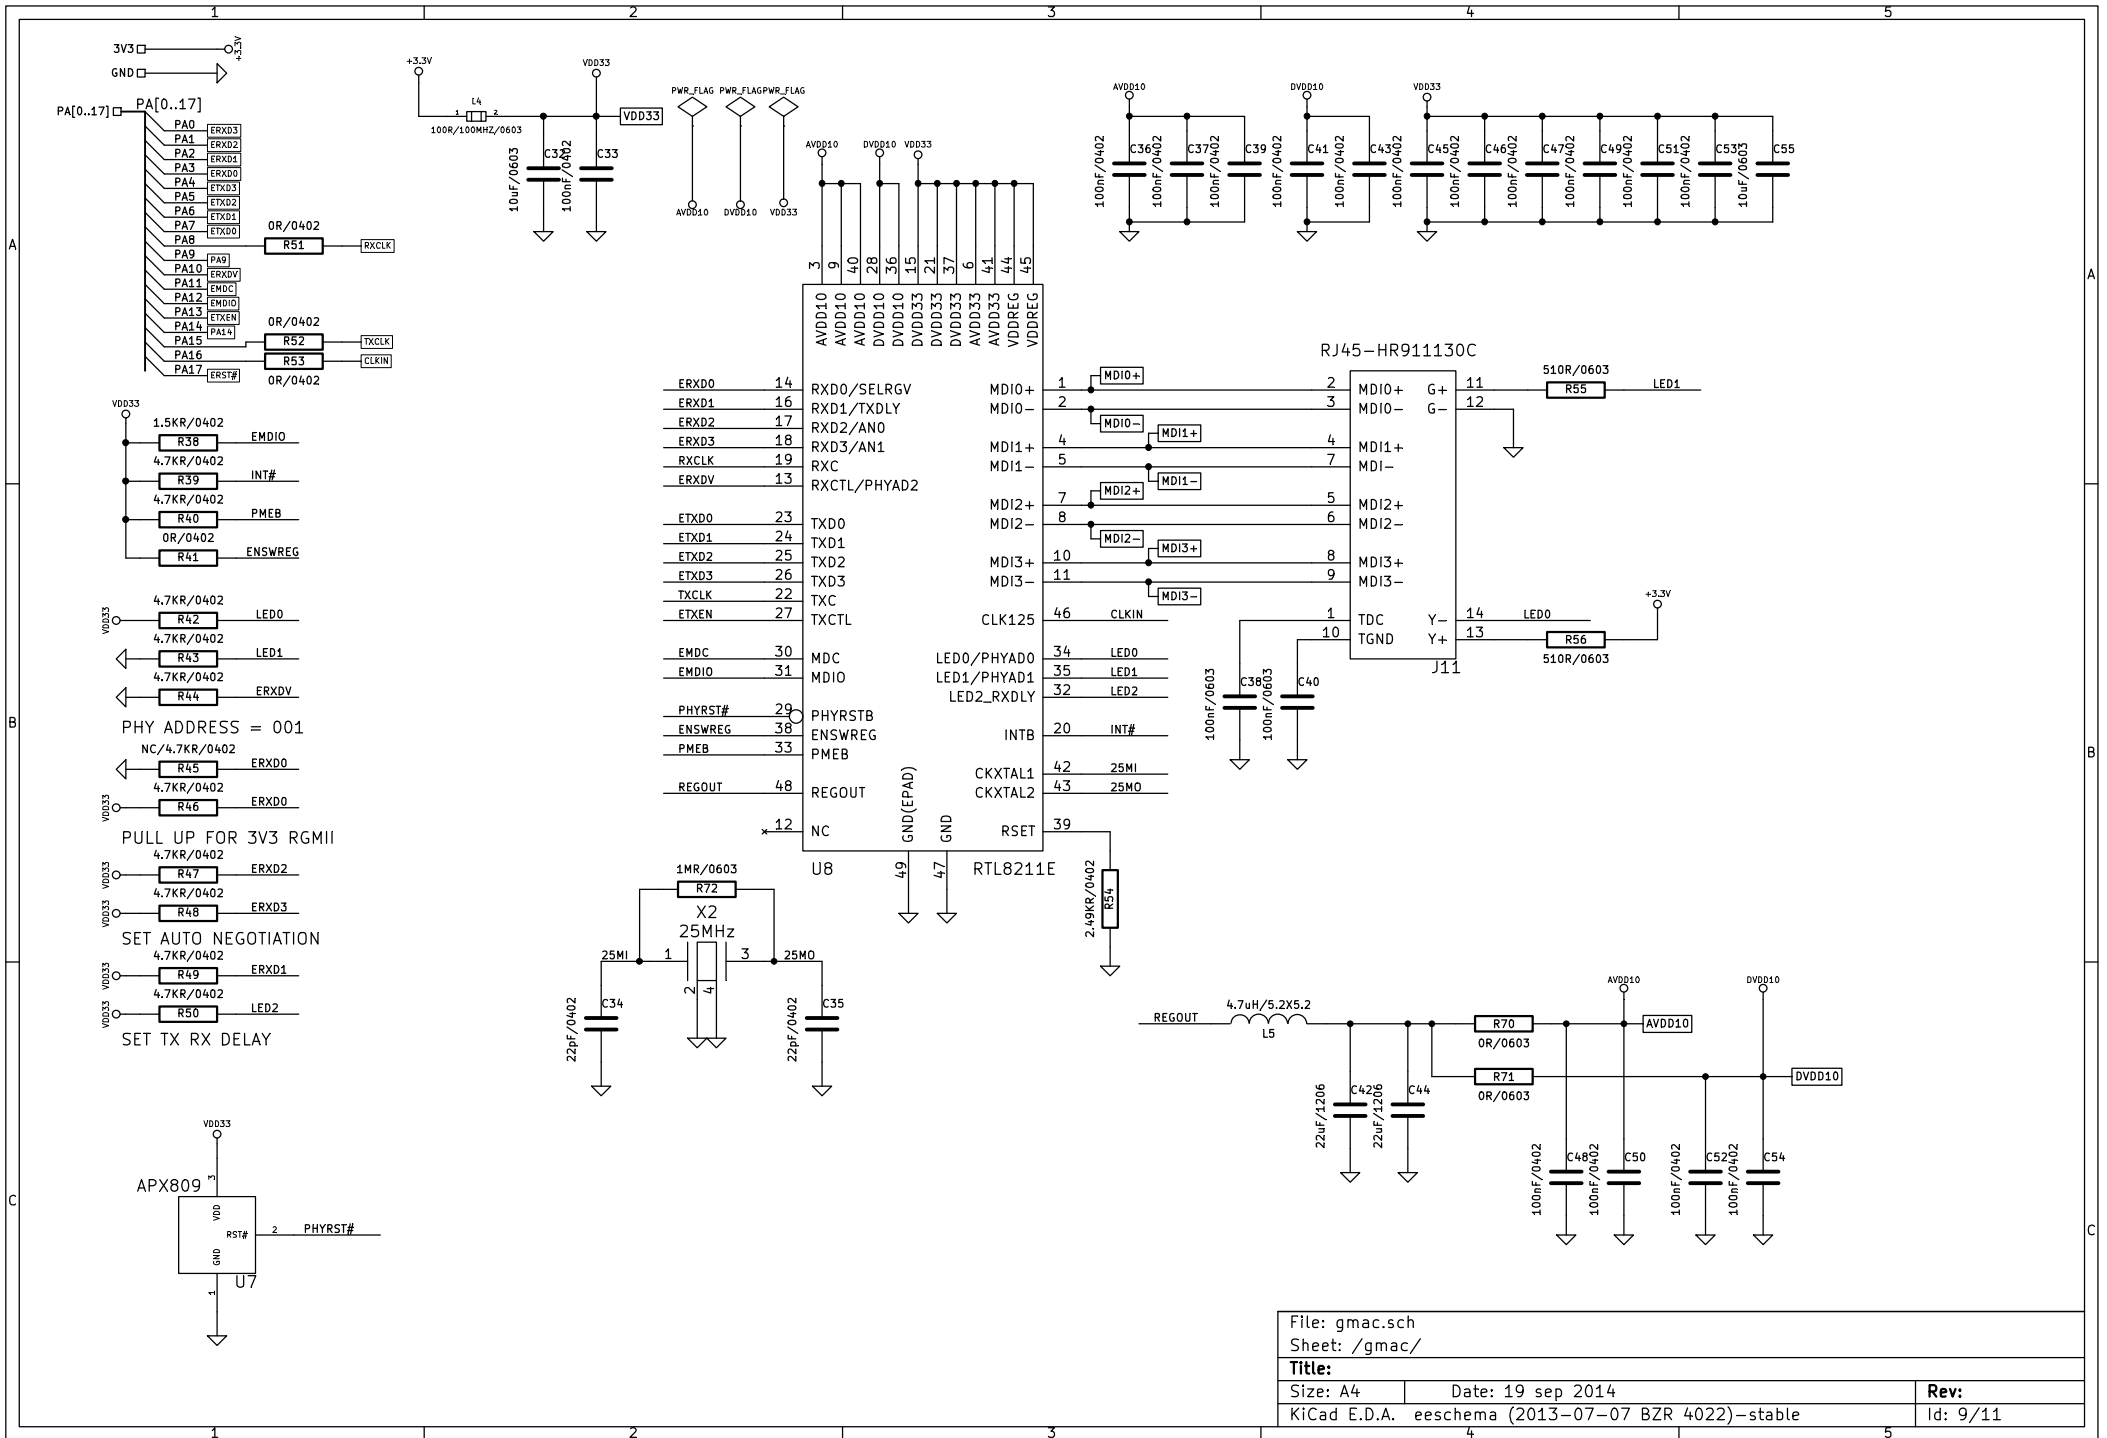 1 2 3 4 5
3V3
+3.3V
GND
PA[0..17]
PA[0..17]
PA0 ERXD3
PA1 ERXD2
PA2 ERXD1
PA3 ERXD0
PA4 ETXD3
PA5 ETXD2
PA6 ETXD1
PA7 ETXD0
0R/0402
PA8 R51 RXCLK
PA9 PA9
PA10 ERXDV
PA11 EMDC
PA12 EMDIO
PA13 ETXEN
PA14 PA14
0R/0402
PA15 R52 TXCLK
PA16 R53 CLKIN
PA17 ERST#
0R/0402
+3.3V
VDD33
L4
1 2
VDD33
100R/100MHZ/0603
10uF/0603 C32
100nF/0402 C33
PWR_FLAG PWR_FLAG PWR_FLAG
AVDD10 DVDD10 VDD33
AVDD10 DVDD10 VDD33
AVDD10 DVDD10 VDD33
100nF/0402 C36
100nF/0402 C37
100nF/0402 C39
100nF/0402 C41
100nF/0402 C43
100nF/0402 C45
100nF/0402 C46
100nF/0402 C47
100nF/0402 C49
100nF/0402 C51
100nF/0402 C53
10uF/0603 C55
A
A
3 9 40 28 36 15 21 37 6 41 44 45
AVDD10 AVDD10 AVDD10 DVDD10 DVDD10 DVDD33 DVDD33 DVDD33 AVDD33 AVDD33 VDDREG VDDREG
ERXD0 14 RXD0/SELRGV
ERXD1 16 RXD1/TXDLY
ERXD2 17 RXD2/AN0
ERXD3 18 RXD3/AN1
RXCLK 19 RXC
ERXDV 13 RXCTL/PHYAD2
ETXD0 23 TXD0
ETXD1 24 TXD1
ETXD2 25 TXD2
ETXD3 26 TXD3
TXCLK 22 TXC
ETXEN 27 TXCTL
EMDC 30 MDC
EMDIO 31 MDIO
PHYRST# 29 PHYRSTB
ENSWREG 38 ENSWREG
PMEB 33 PMEB
REGOUT 48 REGOUT
12 NC
GND(EPAD) GND
49 47
U8 RTL8211E
MDI0+ 1 MDI0+
MDI0- 2 MDI0-
MDI1+ 4 MDI1+
MDI1- 5 MDI1-
MDI2+ 7 MDI2+
MDI2- 8 MDI2-
MDI3+ 10 MDI3+
MDI3- 11 MDI3-
CLK125 46 CLKIN
LED0/PHYAD0 34 LED0
LED1/PHYAD1 35 LED1
LED2_RXDLY 32 LED2
INTB 20 INT#
CKXTAL1 42 25MI
CKXTAL2 43 25MO
RSET 39
2.49KR/0402 R54
RJ45-HR911130C
2 MDI0+ G+ 11
3 MDI0- G- 12
4 MDI1+
7 MDI-
5 MDI2+
6 MDI2-
8 MDI3+
9 MDI3-
1 TDC Y- 14 LED0
10 TGND Y+ 13
J11
510R/0603
R55 LED1
+3.3V
R56
510R/0603
100nF/0603 C38
100nF/0603 C40
VDD33
1.5KR/0402
R38 EMDIO
4.7KR/0402
R39 INT#
4.7KR/0402
R40 PMEB
0R/0402
R41 ENSWREG
4.7KR/0402
VDD33 R42 LED0
4.7KR/0402
R43 LED1
4.7KR/0402
R44 ERXDV
PHY ADDRESS = 001
NC/4.7KR/0402
R45 ERXD0
4.7KR/0402
VDD33 R46 ERXD0
PULL UP FOR 3V3 RGMII
4.7KR/0402
VDD33 R47 ERXD2
4.7KR/0402
VDD33 R48 ERXD3
SET AUTO NEGOTIATION
4.7KR/0402
VDD33 R49 ERXD1
4.7KR/0402
VDD33 R50 LED2
SET TX RX DELAY
B
B
1MR/0603
R72
X2
25MHz
25MI 1 3 25MO
2 4
22pF/0402 C34
22pF/0402 C35
REGOUT
4.7uH/5.2X5.2
L5
22uF/1206 C42
22uF/1206 C44
R70
0R/0603
R71
0R/0603
AVDD10
AVDD10
DVDD10
DVDD10
100nF/0402 C48
100nF/0402 C50
100nF/0402 C52
100nF/0402 C54
VDD33
APX809
3
VDD
RST# 2 PHYRST#
GND
U7
1
C
C
File: gmac.sch
Sheet: /gmac/
Title:
Size: A4 Date: 19 sep 2014 Rev:
KiCad E.D.A. eeschema (2013-07-07 BZR 4022)-stable Id: 9/11
1 2 3 4 5